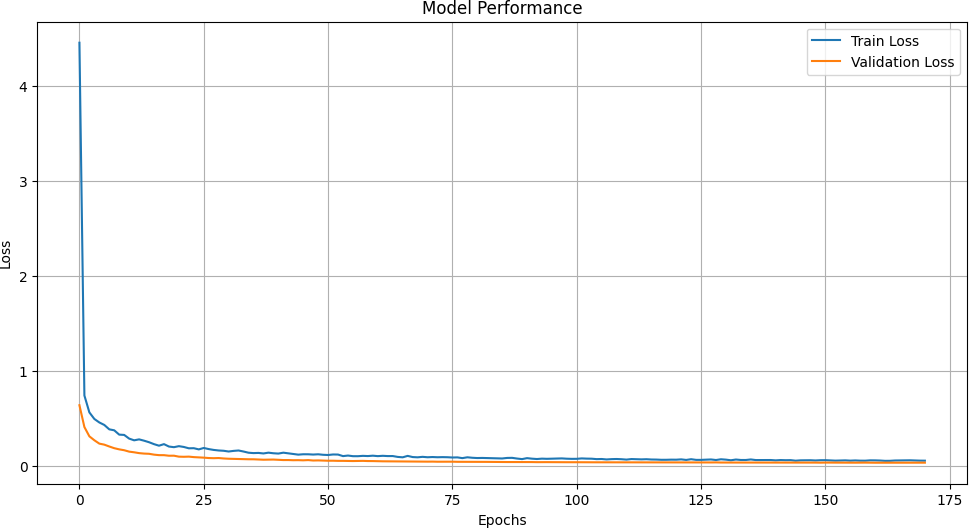 Model Performance
Train Loss
Validation Loss
Loss
4
3
2
1
0
0 25 50 75 100 125 150 175
Epochs